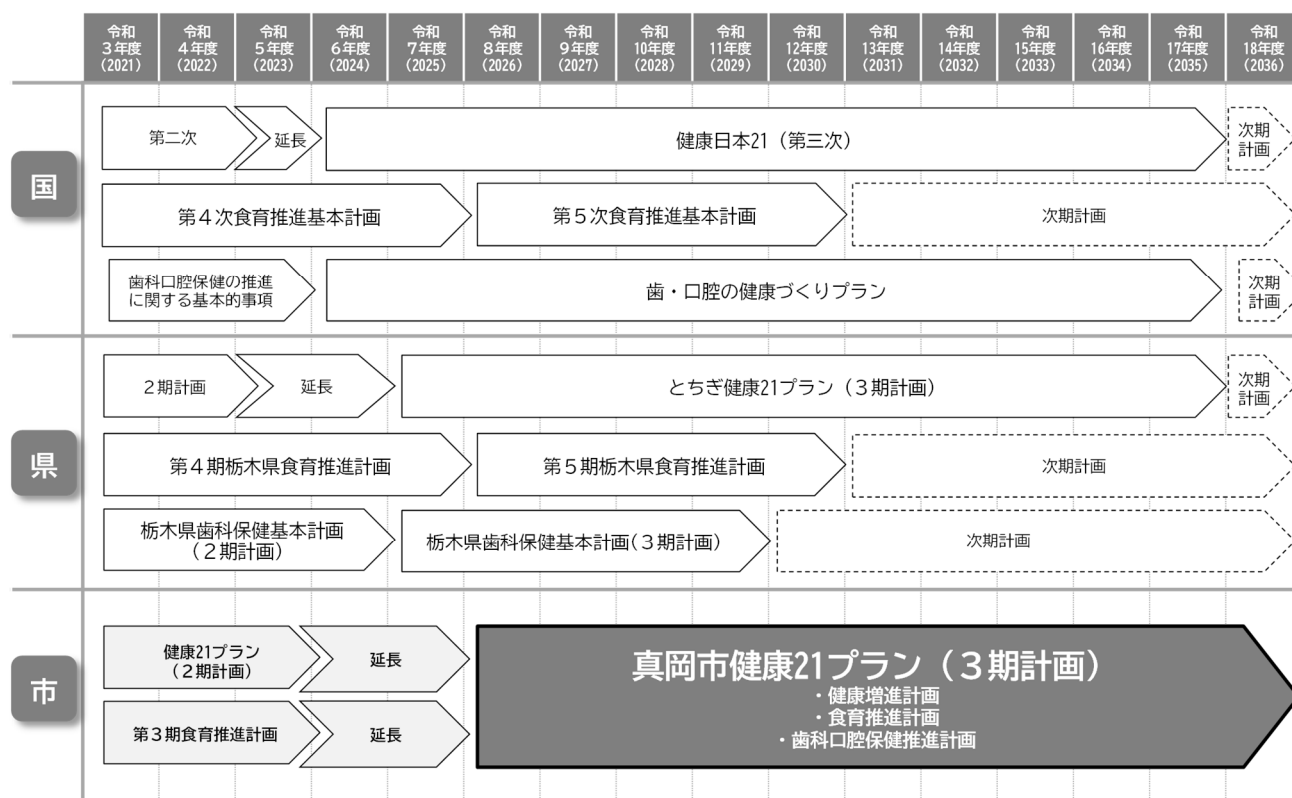 令和
3年度
(2021)
令和
4年度
(2022)
令和
5年度
(2023)
令和
6年度
(2024)
令和
7年度
(2025)
令和
8年度
(2026)
令和
9年度
(2027)
令和
10年度
(2028)
令和
11年度
(2029)
令和
12年度
(2030)
令和
13年度
(2031)
令和
14年度
(2032)
令和
15年度
(2033)
令和
16年度
(2034)
令和
17年度
(2035)
令和
18年度
(2036)
国
第二次
延長
健康日本21（第三次）
次期
計画
第４次食育推進基本計画
第５次食育推進基本計画
次期計画
歯科口腔保健の推進
に関する基本的事項
歯・口腔の健康づくりプラン
次期
計画
県
２期計画
延長
とちぎ健康21プラン（３期計画）
次期
計画
第４期栃木県食育推進計画
第５期栃木県食育推進計画
次期計画
栃木県歯科保健基本計画
（２期計画）
栃木県歯科保健基本計画(３期計画)
次期計画
市
健康21プラン
（２期計画）
延長
第３期食育推進計画
延長
真岡市健康21プラン（３期計画）
・健康増進計画
・食育推進計画
・歯科口腔保健推進計画